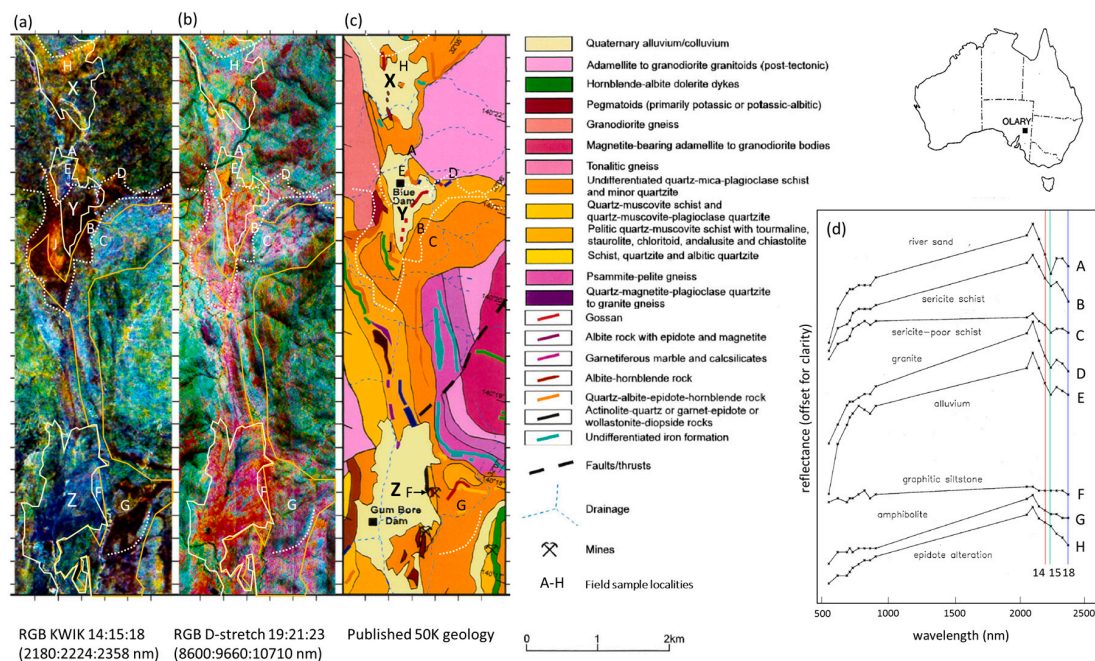 (a)
(b)
(c)
H
X
A
E
D
Y
B
C
J
Z
F
G
H
X
A
E
D
Blue Dam
Y
B
C
J
Z
F
G
Gum Bore
Dam
32°05'
140°22'
140°19'
Quaternary alluvium/colluvium
Adamellite to granodiorite granitoids (post-tectonic)
Hornblende-albite dolerite dykes
Pegmatoids (primarily potassic or potassic-albitic)
Granodiorite gneiss
Magnetite-bearing adamellite to granodiorite bodies
Tonalitic gneiss
Undifferentiated quartz-mica-plagioclase schist
and minor quartzite
Quartz-muscovite schist and
quartz-muscovite-plagioclase quartzite
Pelitic quartz-muscovite schist with tourmaline,
staurolite, chloritoid, andalusite and chiastolite
Schist, quartzite and albitic quartzite
Psammite-pelite gneiss
Quartz-magnetite-plagioclase quartzite
to granite gneiss
Gossan
Albite rock with epidote and magnetite
Garnetiferous marble and calcsilicates
Albite-hornblende rock
Quartz-albite-epidote-hornblende rock
Actinolite-quartz or garnet-epidote or
wollastonite-diopside rocks
Undifferentiated iron formation
Faults/thrusts
Drainage
Mines
A-H Field sample localities
0 1 2km
OLARY
(d)
river sand
A
sericite schist
B
sericite-poor schist
C
granite
D
alluvium
E
graphitic siltstone
F
amphibolite
G
epidote alteration
H
14 15 18
500 1000 1500 2000 2500
wavelength (nm)
reflectance (offset for clarity)
RGB KWIK 14:15:18
(2180:2224:2358 nm)
RGB D-stretch 19:21:23
(8600:9660:10710 nm)
Published 50K geology